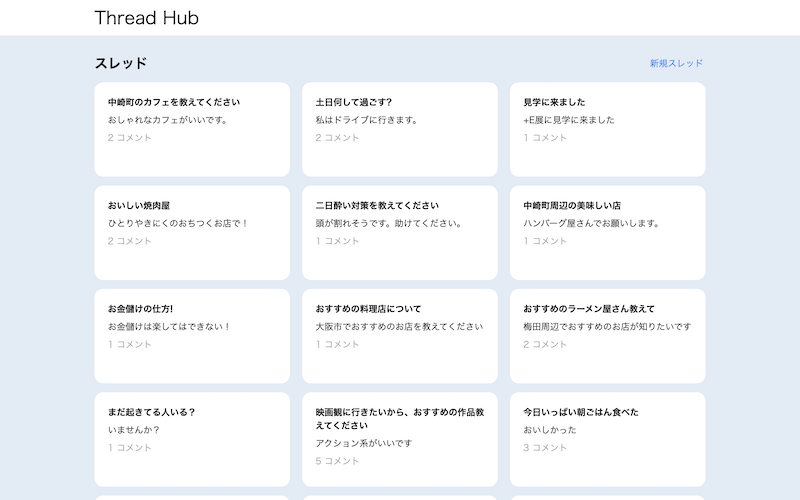 Thread Hub
スレッド
新規スレッド
中崎町のカフェを教えてください
おしゃれなカフェがいいです。
2 コメント
土日何して過ごす?
私はドライブに行きます。
2 コメント
見学に来ました
+E展に見学に来ました
1 コメント
おいしい焼肉屋
ひとりやきにくのおちつくお店で！
2 コメント
二日酔い対策を教えてください
頭が割れそうです。助けてください。
1 コメント
中崎町周辺の美味しい店
ハンバーグ屋さんでお願いします。
1 コメント
お金儲けの仕方!
お金儲けは楽してはできない！
1 コメント
おすすめの料理店について
大阪市でおすすめのお店を教えてください
1 コメント
おすすめのラーメン屋さん教えて
梅田周辺でおすすめのお店が知りたいです
2 コメント
まだ起きてる人いる？
いませんか？
1 コメント
映画観に行きたいから、おすすめの作品教
えてください
アクション系がいいです
5 コメント
今日いっぱい朝ごはん食べた
おいしかった
3 コメント